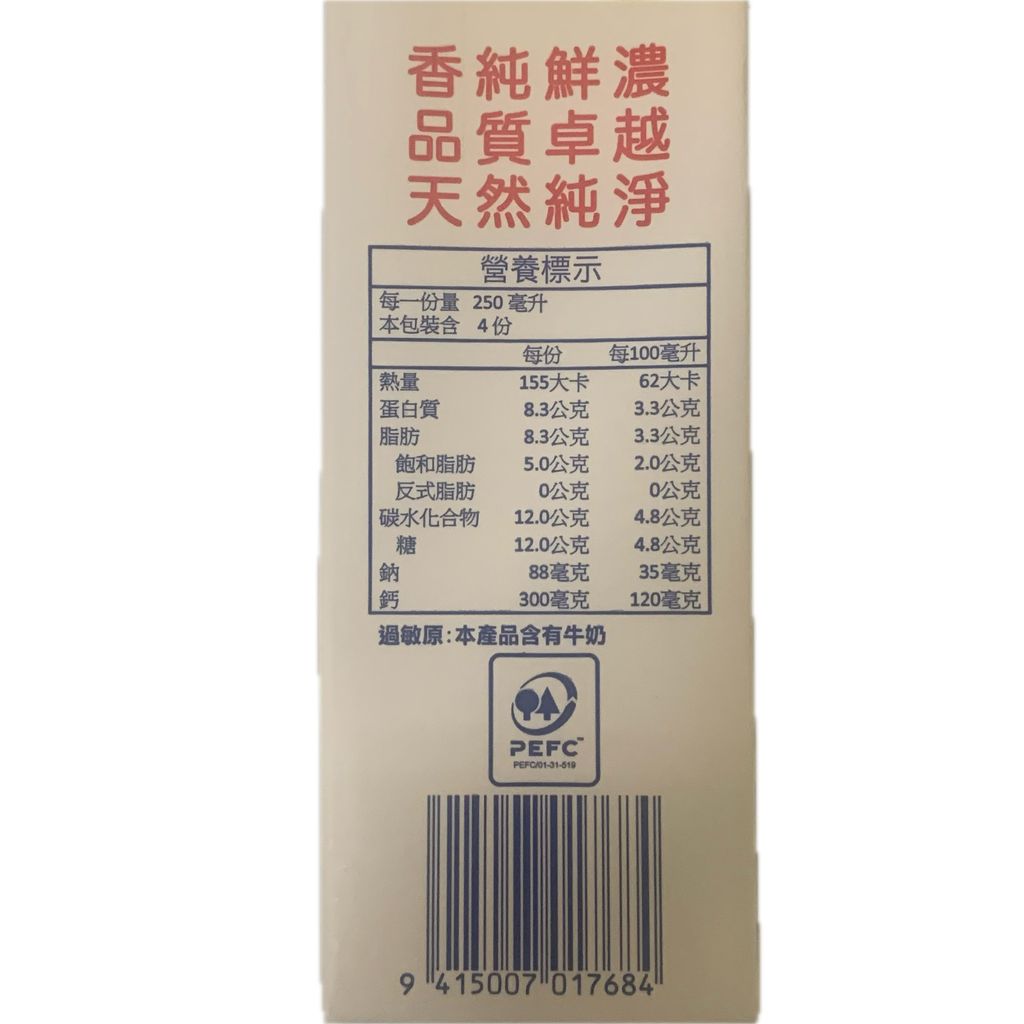 香純鮮濃
品質卓越
天然純淨
營養標示
每一份量 250 毫升
本包裝含 4 份
每份 每100毫升
熱量 155大卡 62大卡
蛋白質 8.3公克 3.3公克
脂肪 8.3公克 3.3公克
飽和脂肪 5.0公克 2.0公克
反式脂肪 0公克 0公克
碳水化合物 12.0公克 4.8公克
糖 12.0公克 4.8公克
鈉 88毫克 35毫克
鈣 300毫克 120毫克
過敏原:本產品含有牛奶
PEFC™
PEFC/01-31-519
9 415007 017684